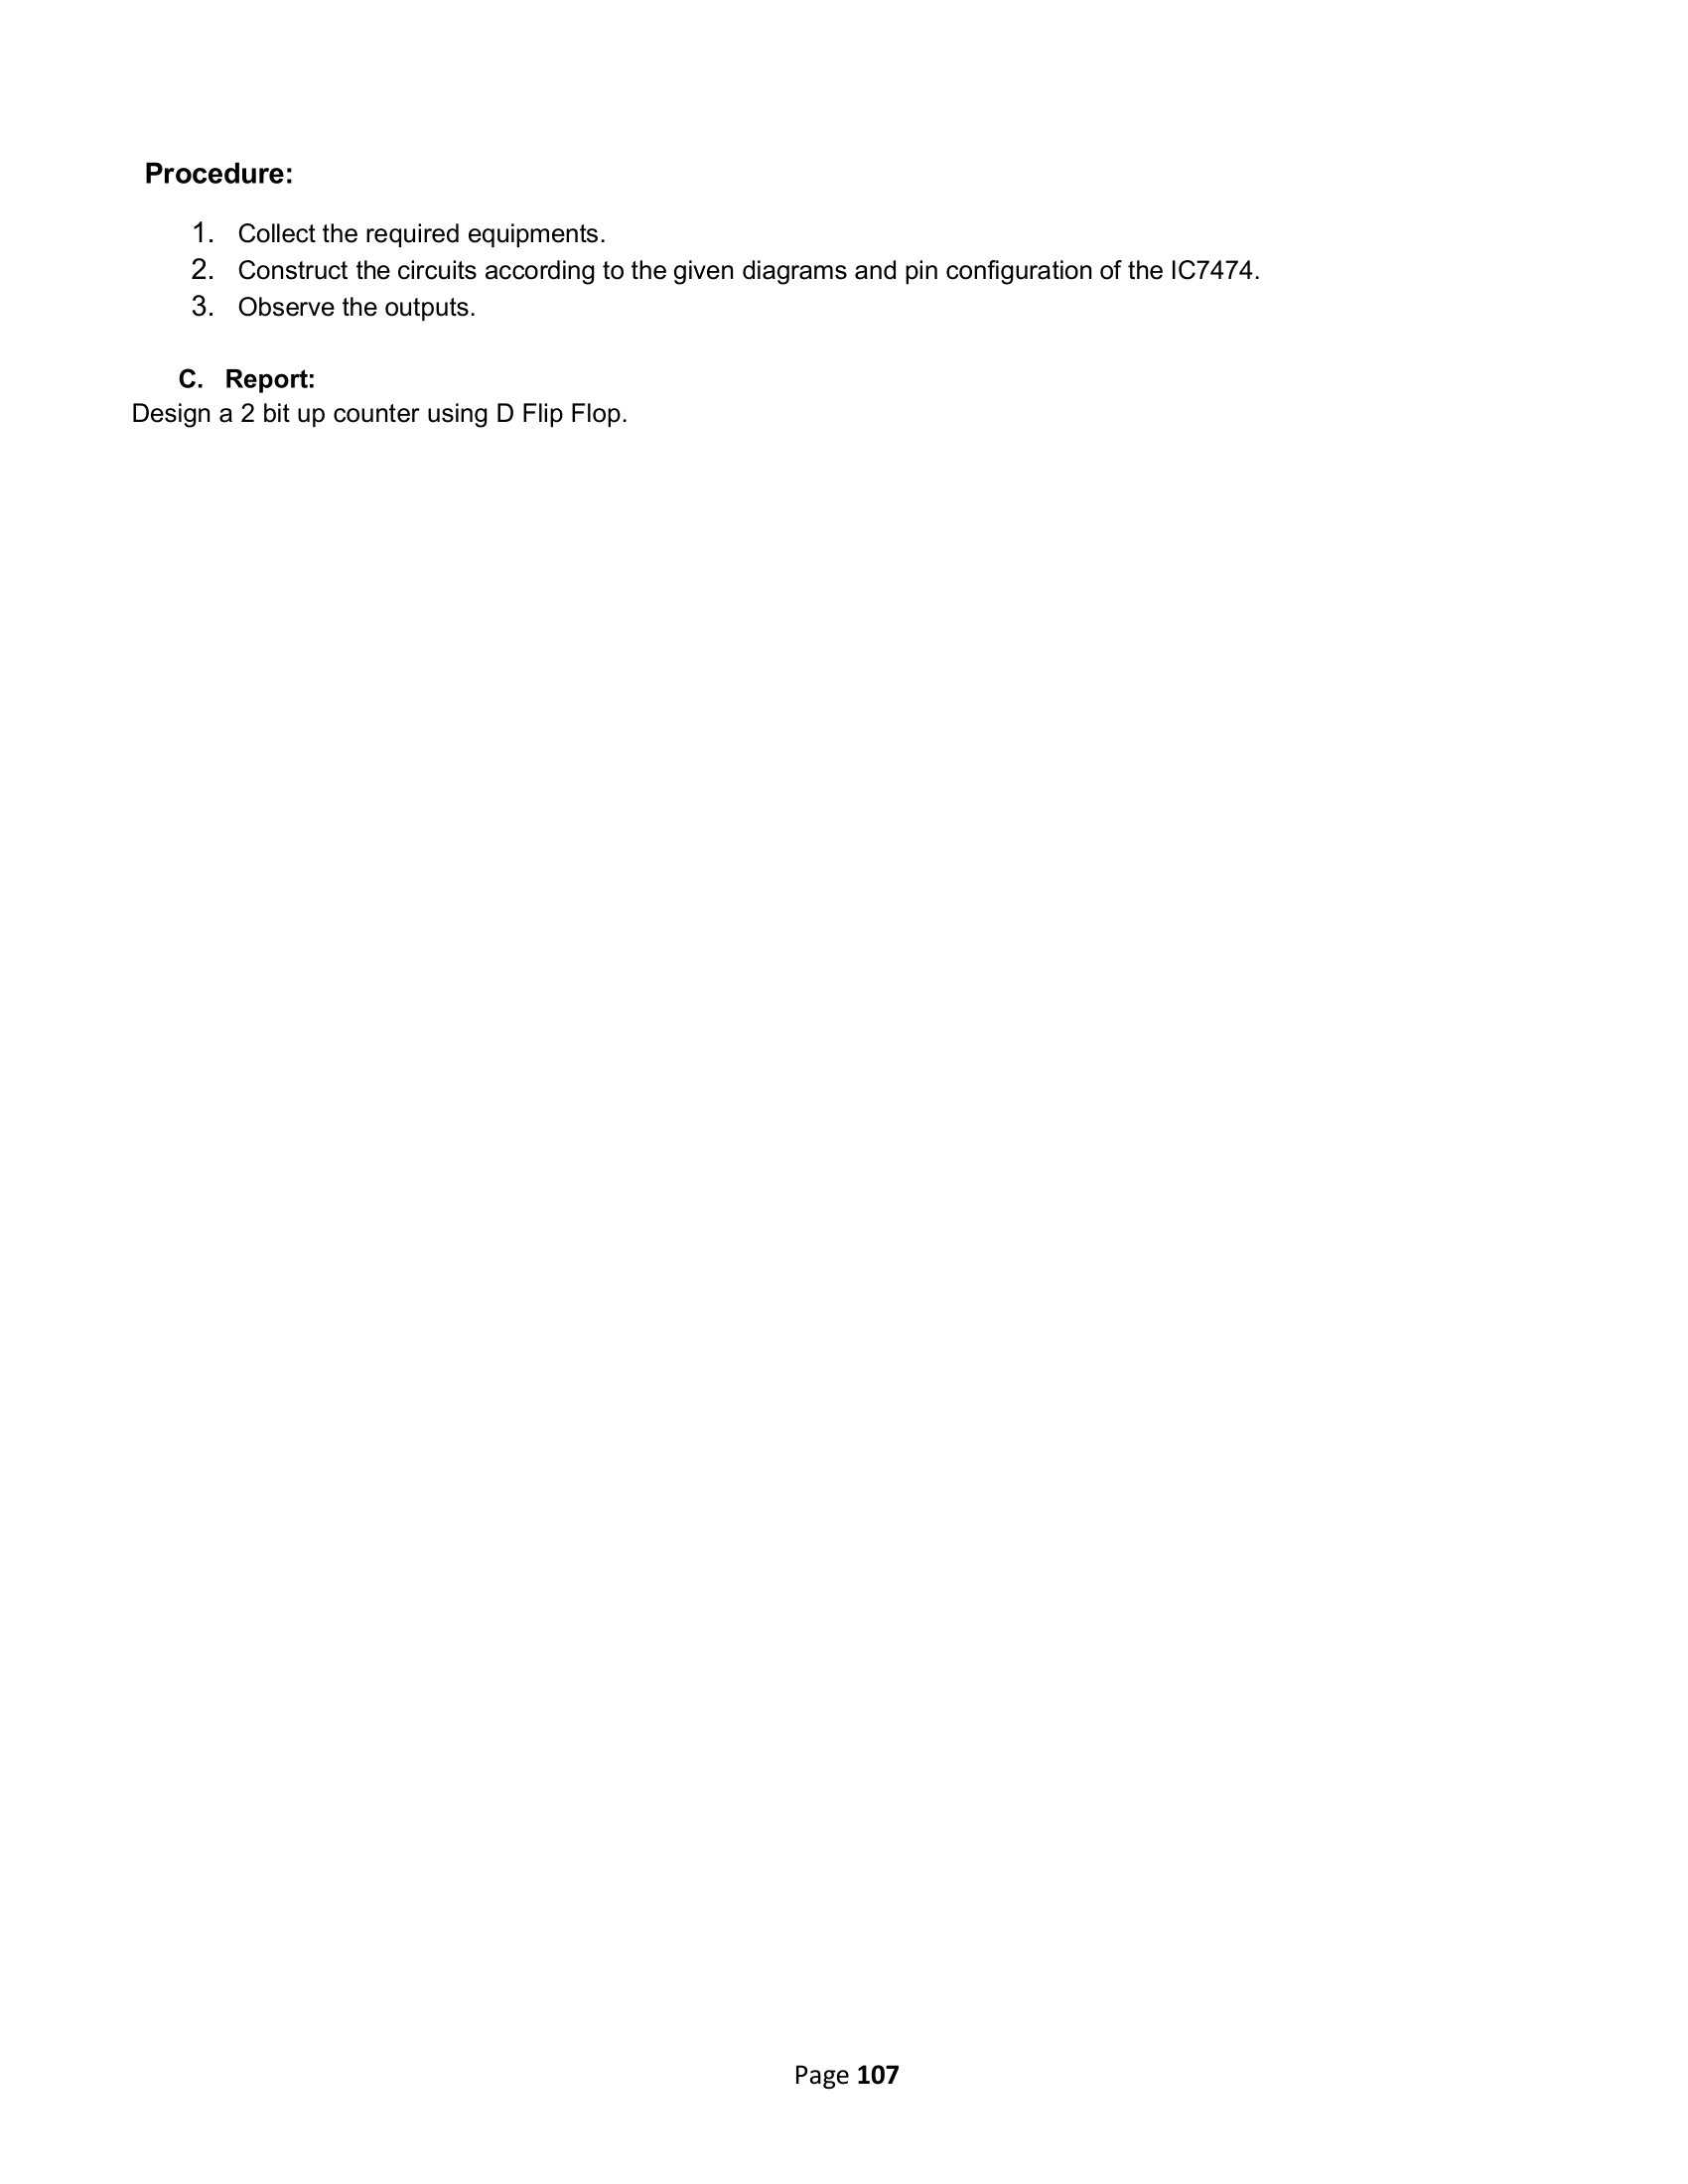 Procedure:
1. Collect the required equipments.
2. Construct the circuits according to the given diagrams and pin configuration of the IC7474.
3. Observe the outputs.
C. Report:
Design a 2 bit up counter using D Flip Flop.
Page 107